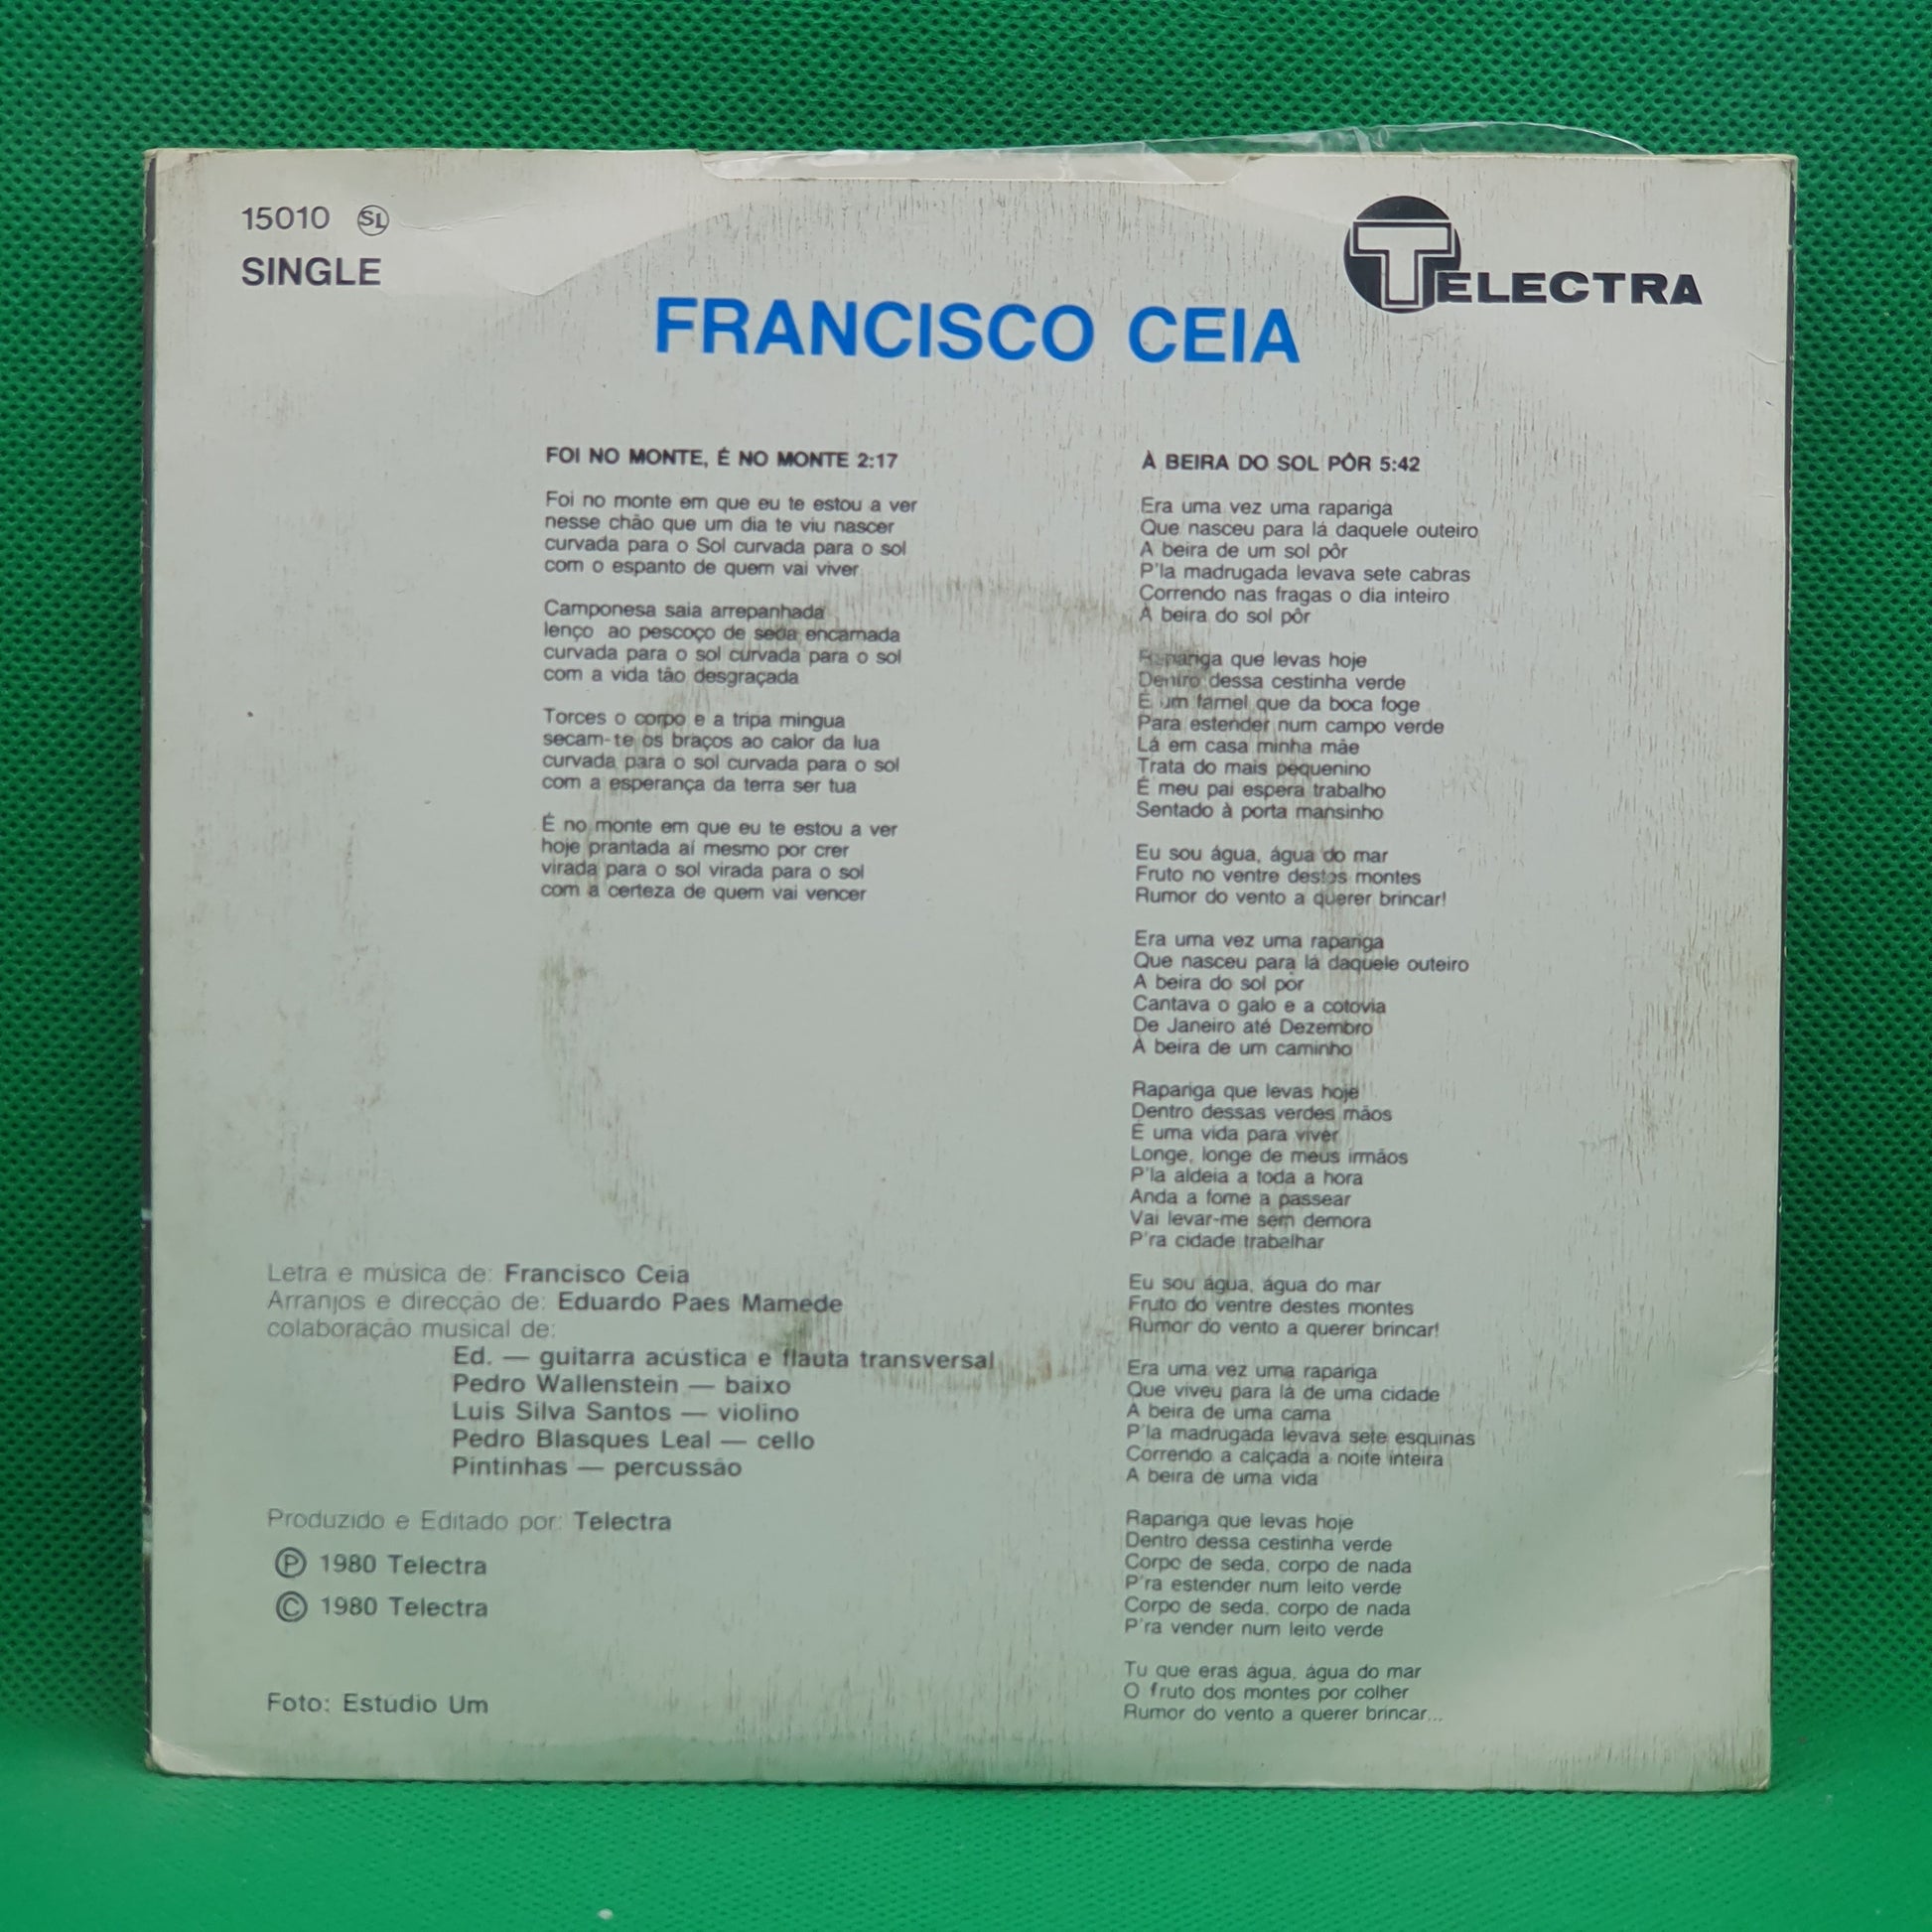 15010 SL
SINGLE
TELECTRA
FRANCISCO CEIA
FOI NO MONTE, É NO MONTE 2:17
Foi no monte em que eu te estou a ver
nesse chão que um dia te viu nascer
curvada para o Sol curvada para o sol
com o espanto de quem vai viver
Camponesa saia arrepanhada
lenço ao pescoço de seda encarnada
curvada para o sol curvada para o sol
com a vida tão desgraçada
Torces o corpo e a tripa mingua
secam-te os braços ao calor da lua
curvada para o sol curvada para o sol
com a esperança da terra ser tua
É no monte em que eu te estou a ver
hoje prantada aí mesmo por crer
virada para o sol virada para o sol
com a certeza de quem vai vencer
Letra e música de: Francisco Ceia
Arranjos e direcção de: Eduardo Paes Mamede
colaboração musical de:
Ed. — guitarra acústica e flauta transversal
Pedro Wallenstein — baixo
Luis Silva Santos — violino
Pedro Blasques Leal — cello
Pintinhas — percussão
Produzido e Editado por: Telectra
Ⓟ 1980 Telectra
© 1980 Telectra
Foto: Estúdio Um
À BEIRA DO SOL PÔR 5:42
Era uma vez uma rapariga
Que nasceu para lá daquele outeiro
À beira de um sol pôr
P'la madrugada levava sete cabras
Correndo nas fragas o dia inteiro
À beira do sol pôr
Rapariga que levas hoje
Dentro dessa cestinha verde
É um farnel que da boca foge
Para estender num campo verde
Lá em casa minha mãe
Trata do mais pequenino
E meu pai espera trabalho
Sentado à porta mansinho
Eu sou água, água do mar
Fruto no ventre destes montes
Rumor do vento a querer brincar!
Era uma vez uma rapariga
Que nasceu para lá daquele outeiro
À beira do sol pôr
Cantava o galo e a cotovia
De Janeiro até Dezembro
À beira de um caminho
Rapariga que levas hoje
Dentro dessas verdes mãos
É uma vida para viver
Longe, longe de meus irmãos
P'la aldeia a toda a hora
Anda a fome a passear
Vai levar-me sem demora
P'ra cidade trabalhar
Eu sou água, água do mar
Fruto do ventre destes montes
Rumor do vento a querer brincar!
Era uma vez uma rapariga
Que viveu para lá de uma cidade
À beira de uma cama
P'la madrugada levava sete esquinas
Correndo a calçada a noite inteira
À beira de uma vida
Rapariga que levas hoje
Dentro dessa cestinha verde
Corpo de seda, corpo de nada
P'ra estender num leito verde
Corpo de seda, corpo de nada
P'ra vender num leito verde
Tu que eras água, água do mar
O fruto dos montes por colher
Rumor do vento a querer brincar...